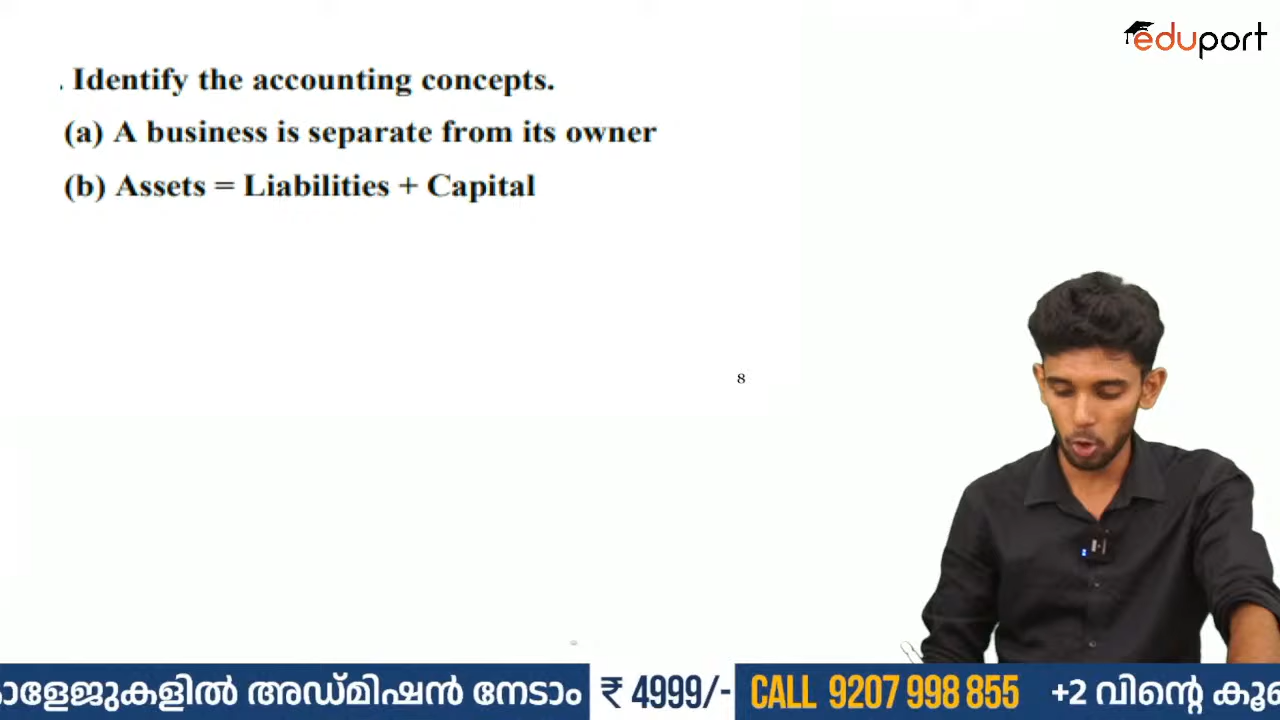 eduport
. Identify the accounting concepts.
(a) A business is separate from its owner
(b) Assets = Liabilities + Capital
8
അഡ്മിഷൻ നേടാം ₹ 4999/- CALL 9207 998 855 +2 വിന്റെ